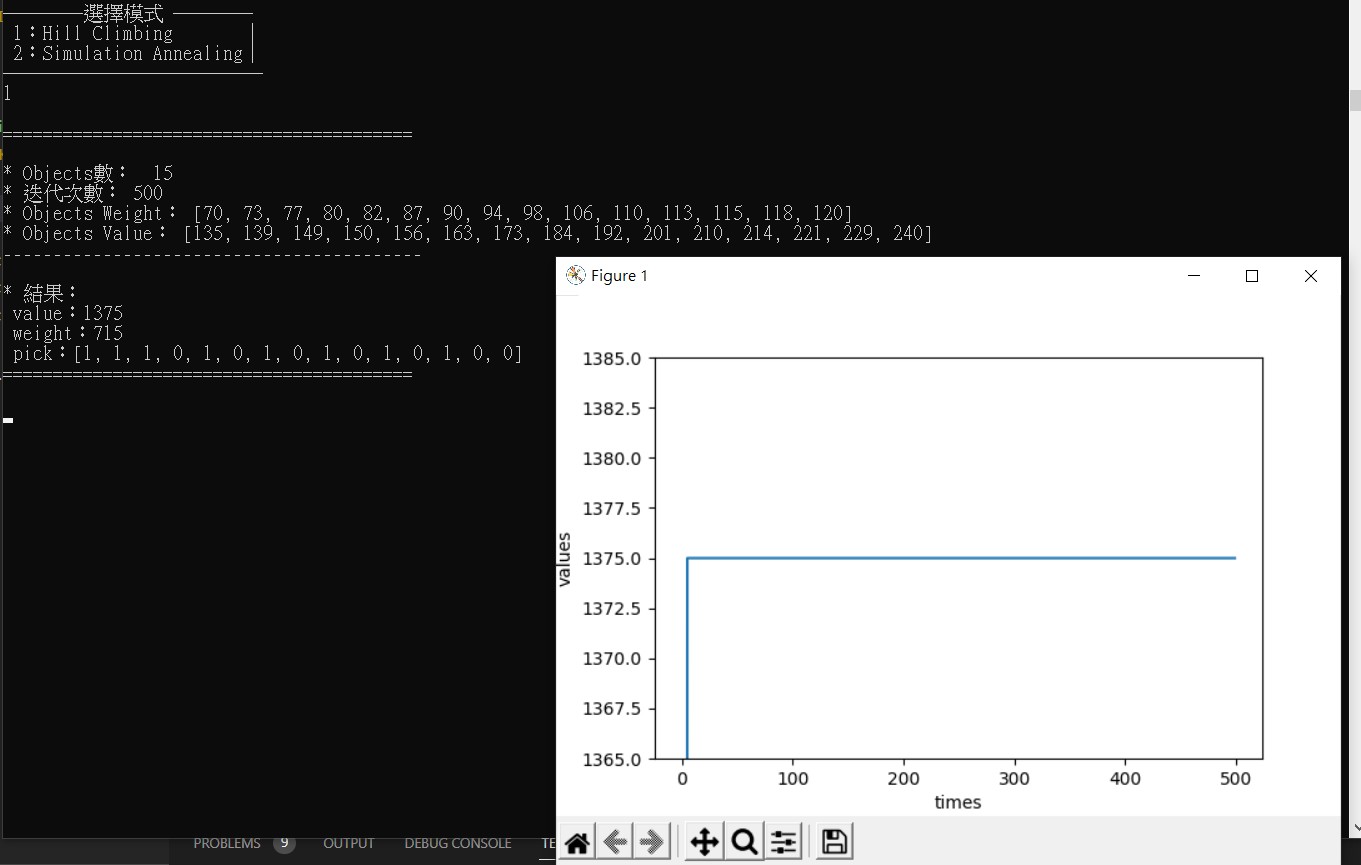 選擇模式
1：Hill Climbing
2：Simulation Annealing
1
========================================
* Objects數： 15
* 迭代次數： 500
* Objects Weight： [70, 73, 77, 80, 82, 87, 90, 94, 98, 106, 110, 113, 115, 118, 120]
* Objects Value： [135, 139, 149, 150, 156, 163, 173, 184, 192, 201, 210, 214, 221, 229, 240]
------------------------------------------
* 結果：
value：1375
weight：715
pick：[1, 1, 1, 0, 1, 0, 1, 0, 1, 0, 1, 0, 1, 0, 0]
========================================
Figure 1
1385.0
1382.5
1380.0
1377.5
1375.0
1372.5
1370.0
1367.5
1365.0
values
0 100 200 300 400 500
times
PROBLEMS 9 OUTPUT DEBUG CONSOLE TE